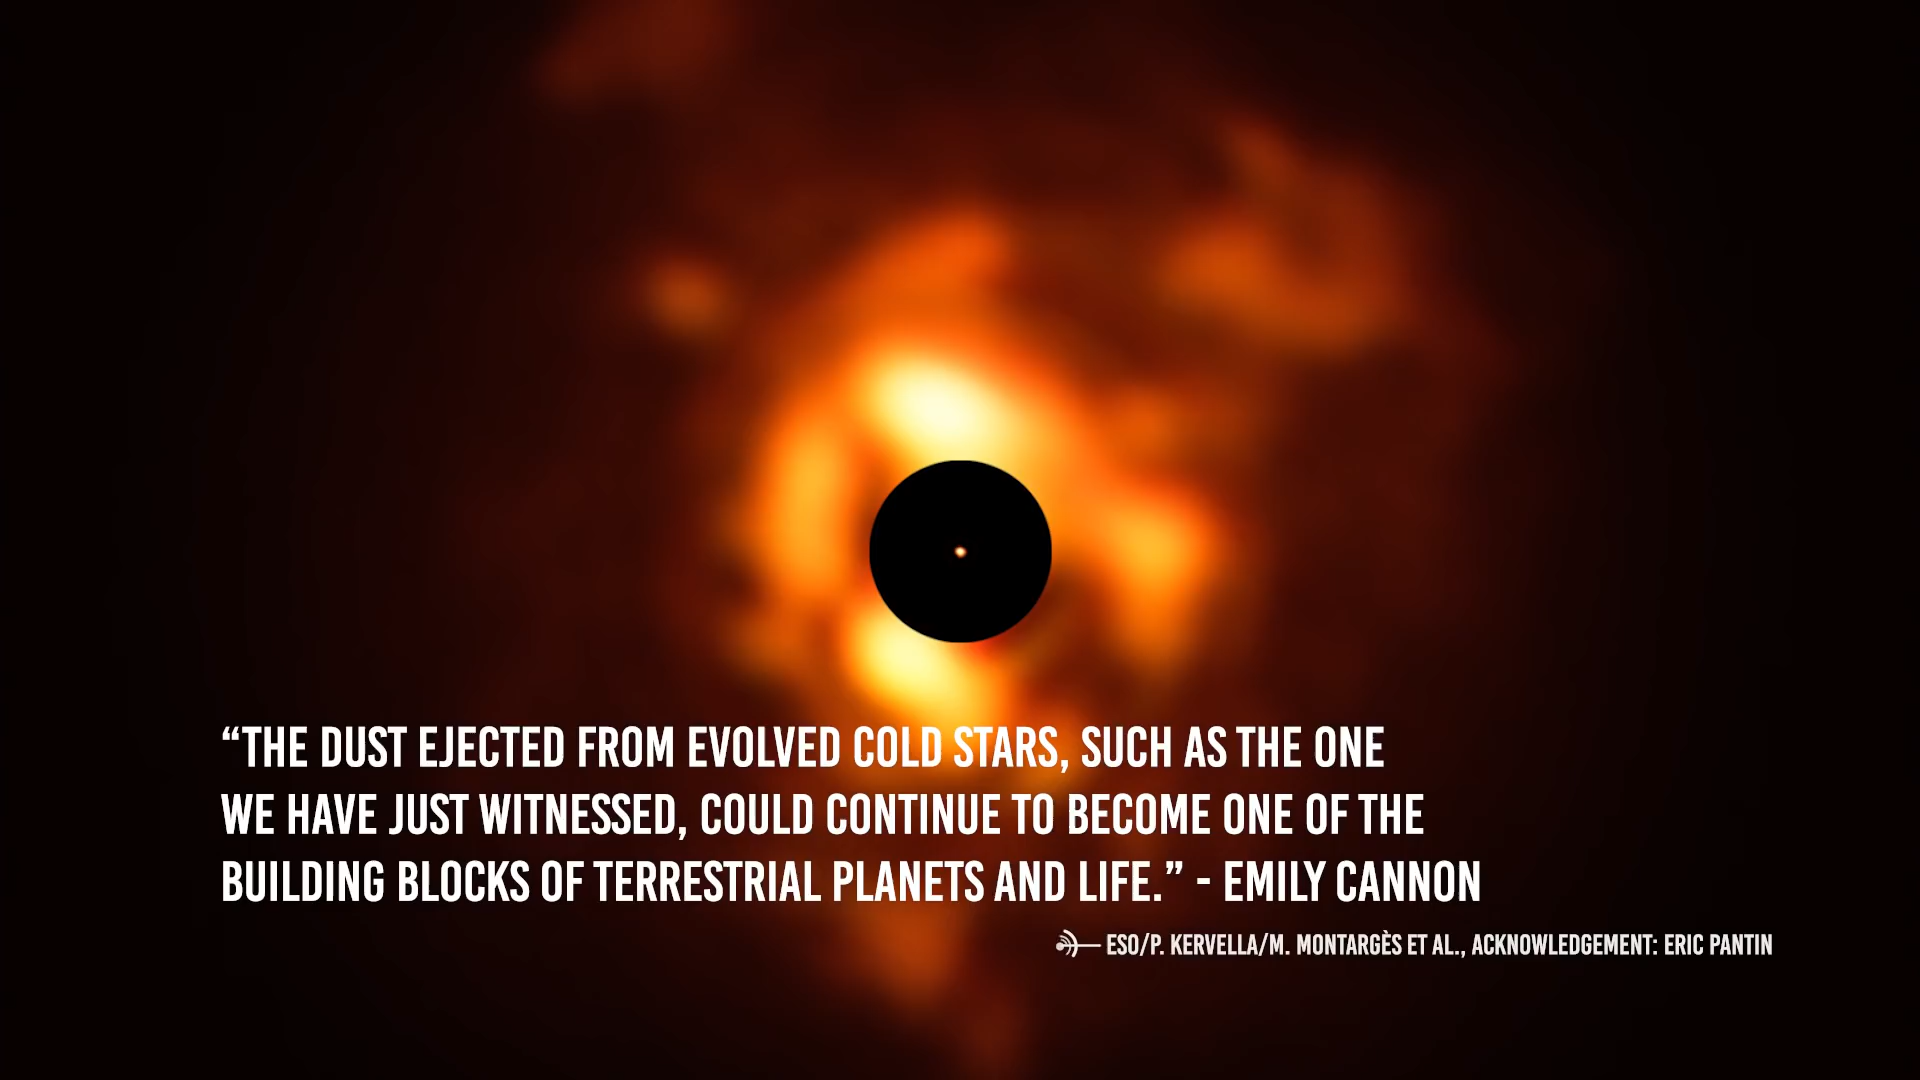 “THE DUST EJECTED FROM EVOLVED COLD STARS, SUCH AS THE ONE
WE HAVE JUST WITNESSED, COULD CONTINUE TO BECOME ONE OF THE
BUILDING BLOCKS OF TERRESTRIAL PLANETS AND LIFE.” - EMILY CANNON
ESO/P. KERVELLA/M. MONTARGÈS ET AL., ACKNOWLEDGEMENT: ERIC PANTIN